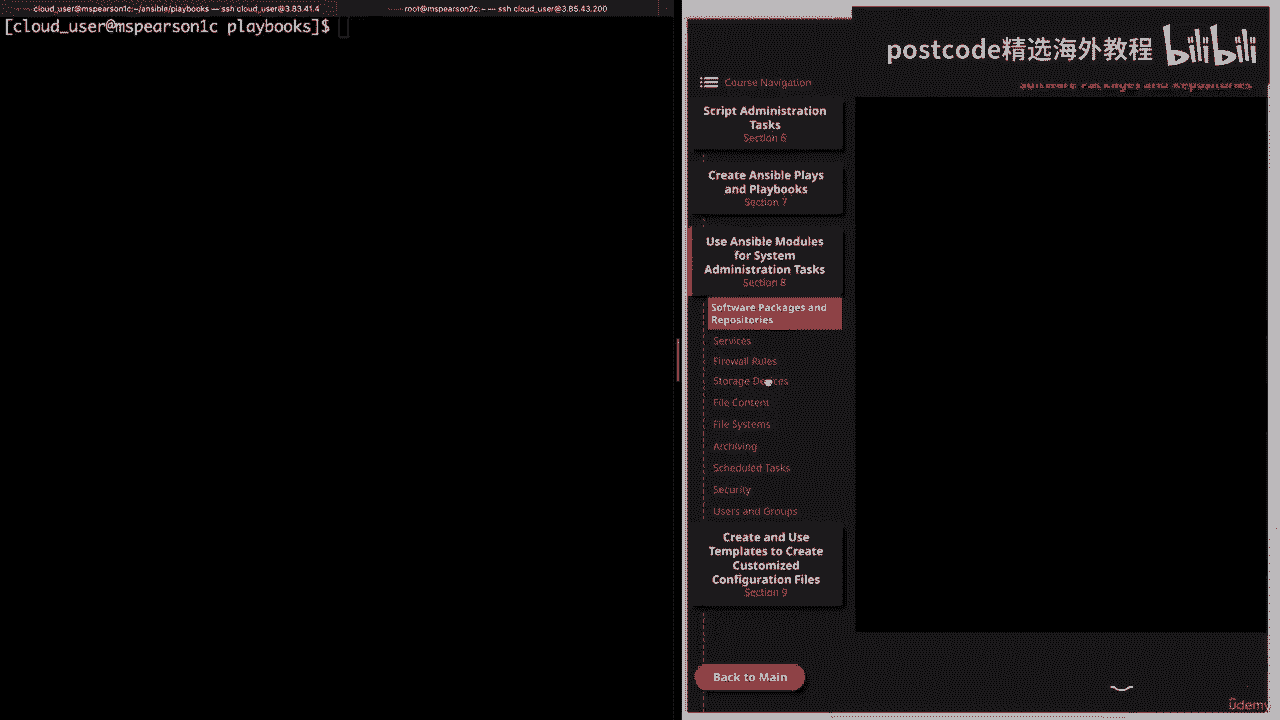 cloud_user@mspearson1c:~/ansible/playbooks — ssh cloud_user@3.83.41.4
root@mspearson2c:~ — ssh cloud_user@3.85.43.200
[cloud_user@mspearson1c playbooks]$
postcode精选海外教程 bilibili
Course Navigation
Software Packages and Repositories
Script Administration
Tasks
Section 6
Create Ansible Plays
and Playbooks
Section 7
Use Ansible Modules
for System
Administration Tasks
Section 8
Software Packages and
Repositories
Services
Firewall Rules
Storage Devices
File Content
File Systems
Archiving
Scheduled Tasks
Security
Users and Groups
Create and Use
Templates to Create
Customized
Configuration Files
Section 9
Back to Main
ûdemy